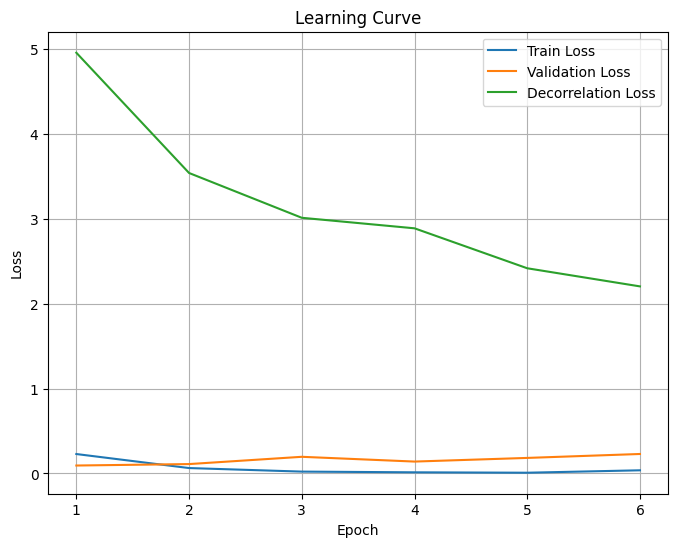 Learning Curve
Train Loss
Validation Loss
Decorrelation Loss
5
4
3
2
1
0
Loss
1 2 3 4 5 6
Epoch